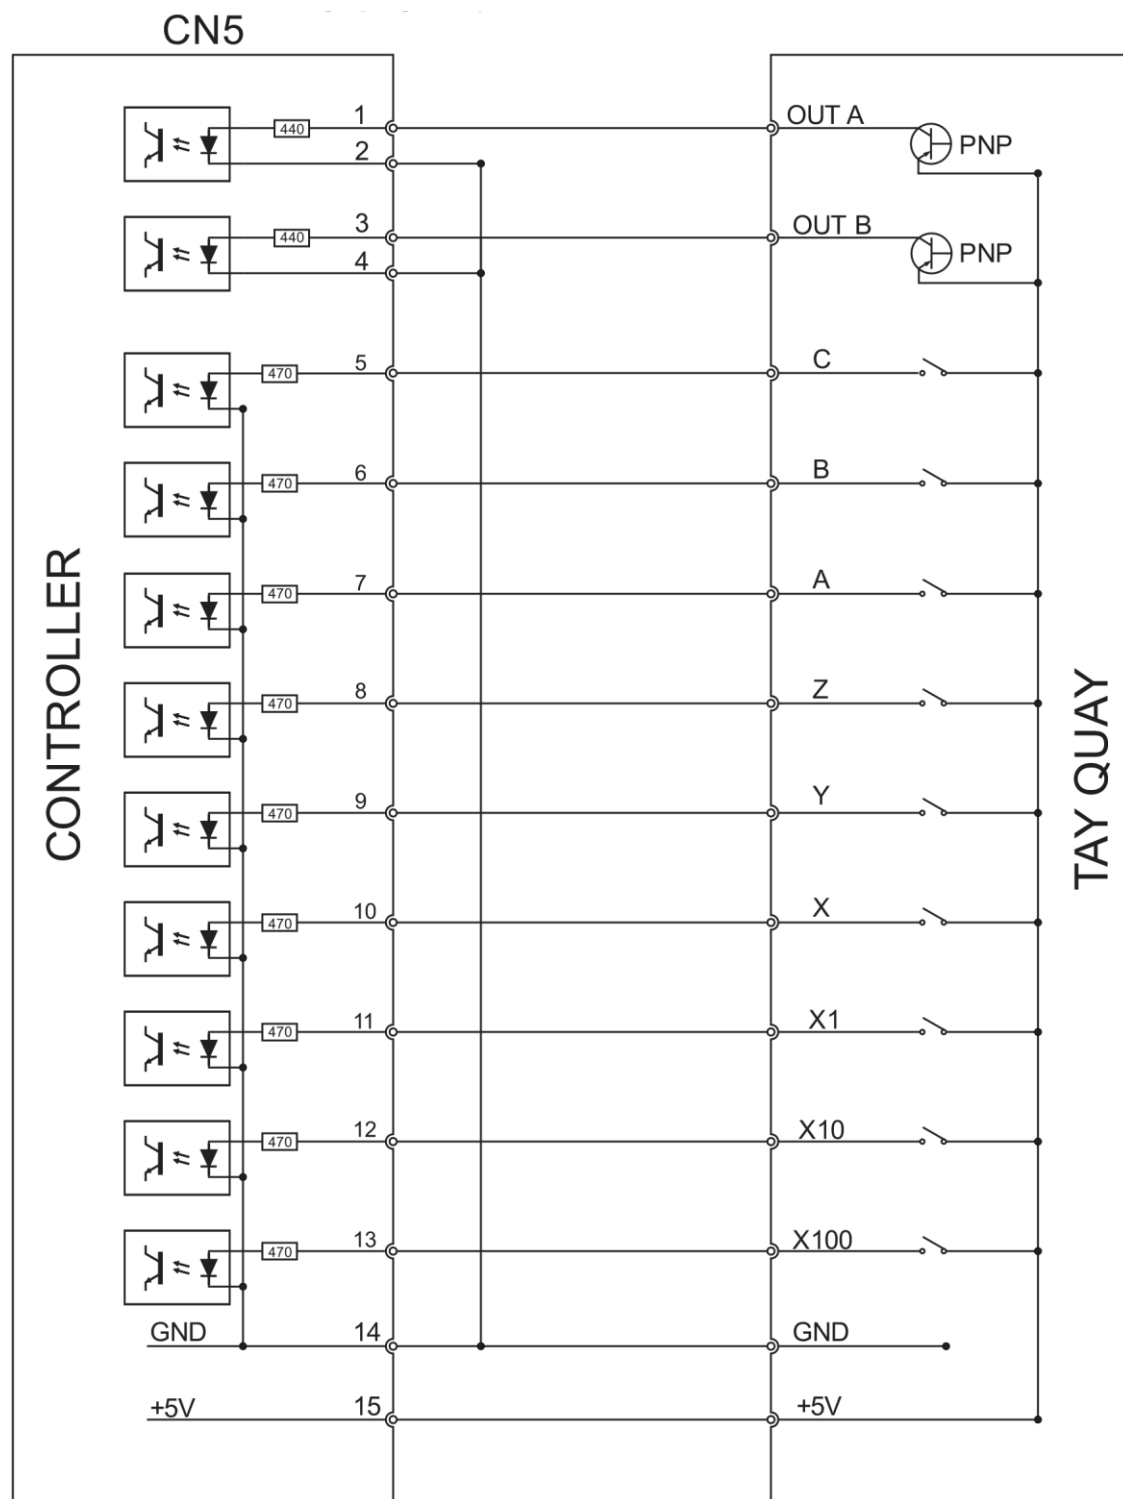 CN5
1
440
OUT A
PNP
2
3
440
OUT B
PNP
4
5
470
C
6
470
B
7
470
A
8
470
Z
9
470
Y
10
470
X
11
470
X1
12
470
X10
13
470
X100
GND
14
GND
+5V
15
+5V
CONTROLLER
TAY QUAY